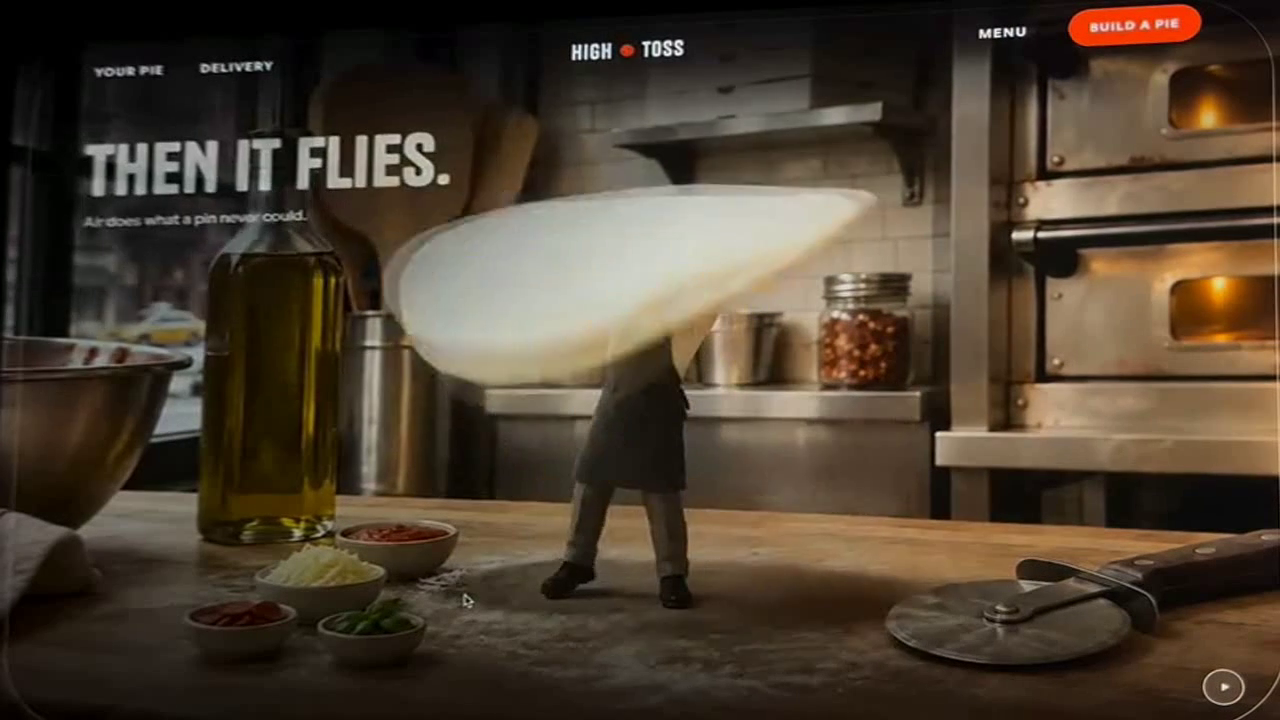 YOUR PIE
DELIVERY
HIGH TOSS
MENU
BUILD A PIE
THEN IT FLIES.
Air does what a pin never could.